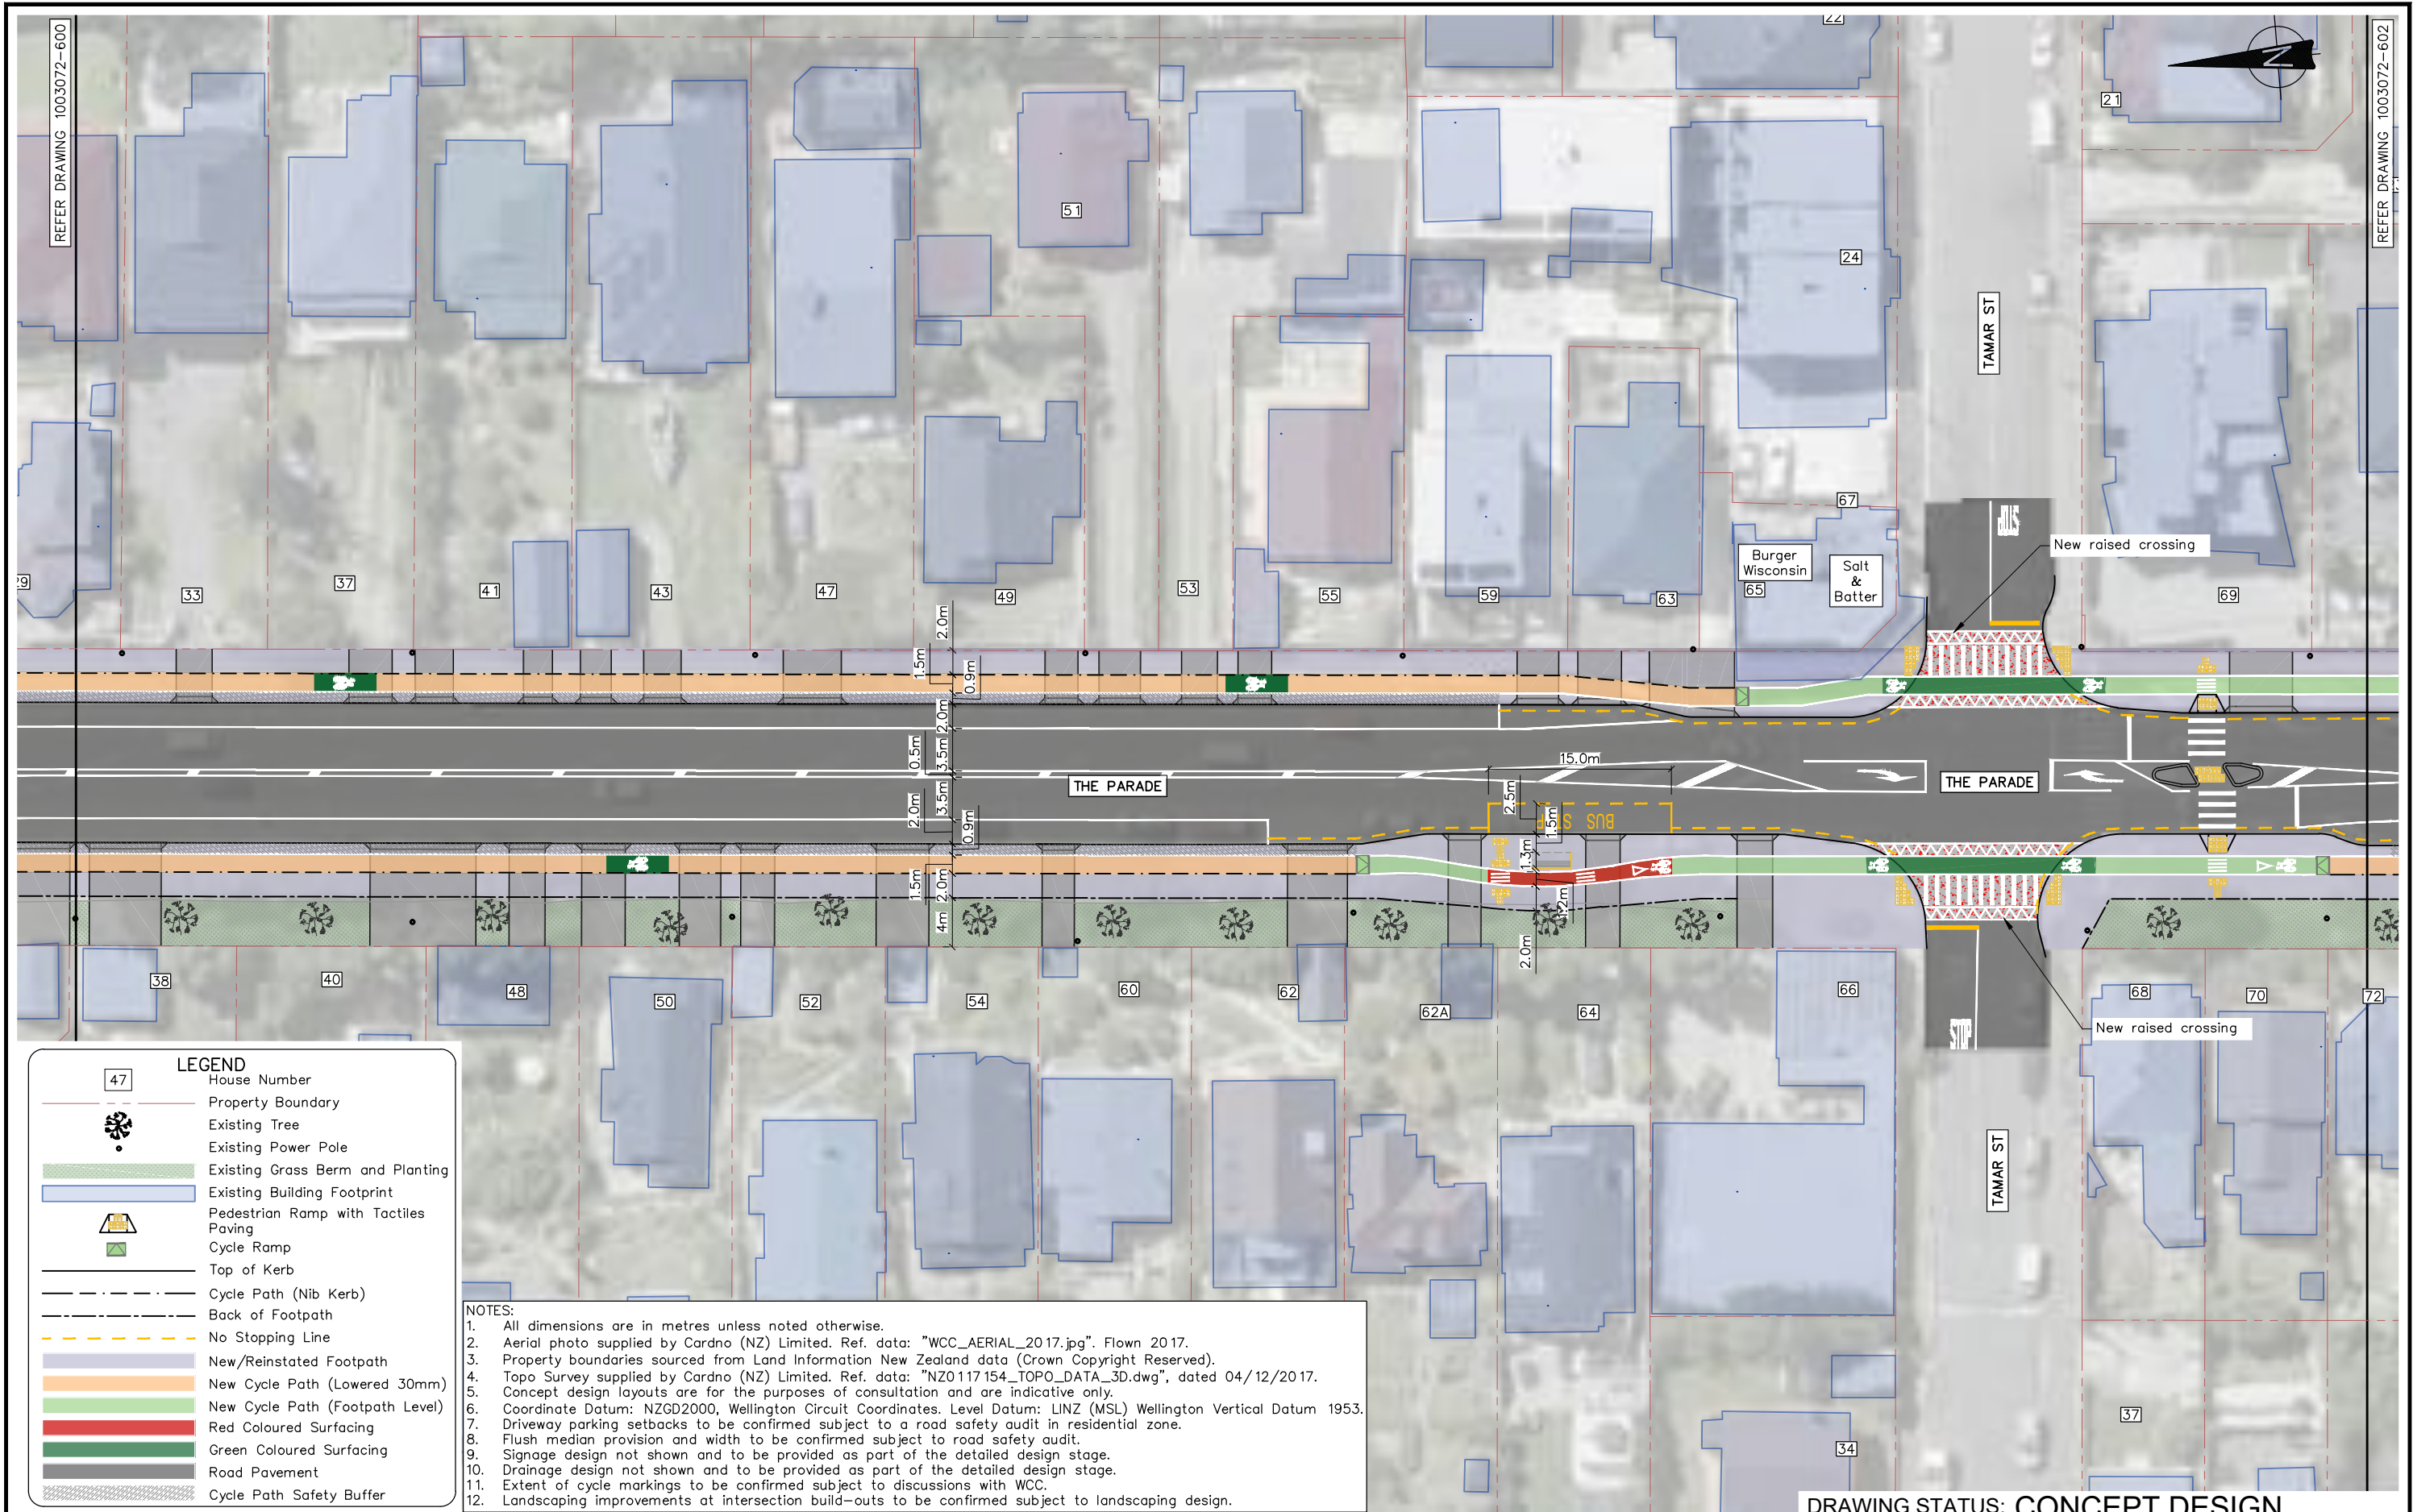 REFER DRAWING 1003072-600
REFER DRAWING 1003072-602
22
N
21
51
24
TAMAR ST
67
Burger
Wisconsin
Salt
&
Batter
65
STOP
New raised crossing
29
33
37
41
43
47
49
53
55
59
63
69
2.0m
1.5m
0.9m
2.0m
0.5m
3.5m
THE PARADE
15.0m
THE PARADE
3.5m
2.0m
0.9m
2.5m
1.5m
BUS STOP
1.3m
1.5m
2.0m
1.2m
4m
2.0m
38
40
48
50
52
54
60
62
62A
64
66
68
70
72
STOP
New raised crossing
TAMAR ST
37
34
LEGEND
47 House Number
Property Boundary
Existing Tree
Existing Power Pole
Existing Grass Berm and Planting
Existing Building Footprint
Pedestrian Ramp with Tactiles
Paving
Cycle Ramp
Top of Kerb
Cycle Path (Nib Kerb)
Back of Footpath
No Stopping Line
New/Reinstated Footpath
New Cycle Path (Lowered 30mm)
New Cycle Path (Footpath Level)
Red Coloured Surfacing
Green Coloured Surfacing
Road Pavement
Cycle Path Safety Buffer
NOTES:
1. All dimensions are in metres unless noted otherwise.
2. Aerial photo supplied by Cardno (NZ) Limited. Ref. data: "WCC_AERIAL_2017.jpg". Flown 2017.
3. Property boundaries sourced from Land Information New Zealand data (Crown Copyright Reserved).
4. Topo Survey supplied by Cardno (NZ) Limited. Ref. data: "NZ0117154_TOPO_DATA_3D.dwg", dated 04/12/2017.
5. Concept design layouts are for the purposes of consultation and are indicative only.
6. Coordinate Datum: NZGD2000, Wellington Circuit Coordinates. Level Datum: LINZ (MSL) Wellington Vertical Datum 1953.
7. Driveway parking setbacks to be confirmed subject to a road safety audit in residential zone.
8. Flush median provision and width to be confirmed subject to road safety audit.
9. Signage design not shown and to be provided as part of the detailed design stage.
10. Drainage design not shown and to be provided as part of the detailed design stage.
11. Extent of cycle markings to be confirmed subject to discussions with WCC.
12. Landscaping improvements at intersection build-outs to be confirmed subject to landscaping design.
DRAWING STATUS: CONCEPT DESIGN